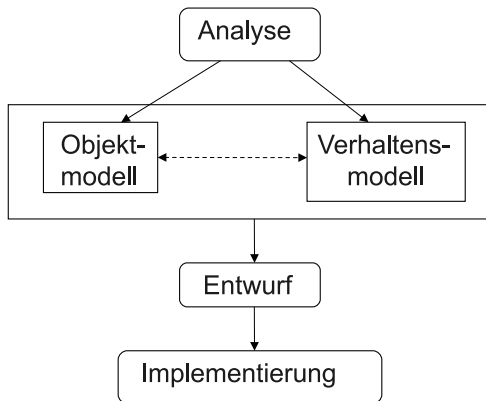 Analyse
Objekt-
modell
Verhaltens-
modell
Entwurf
Implementierung